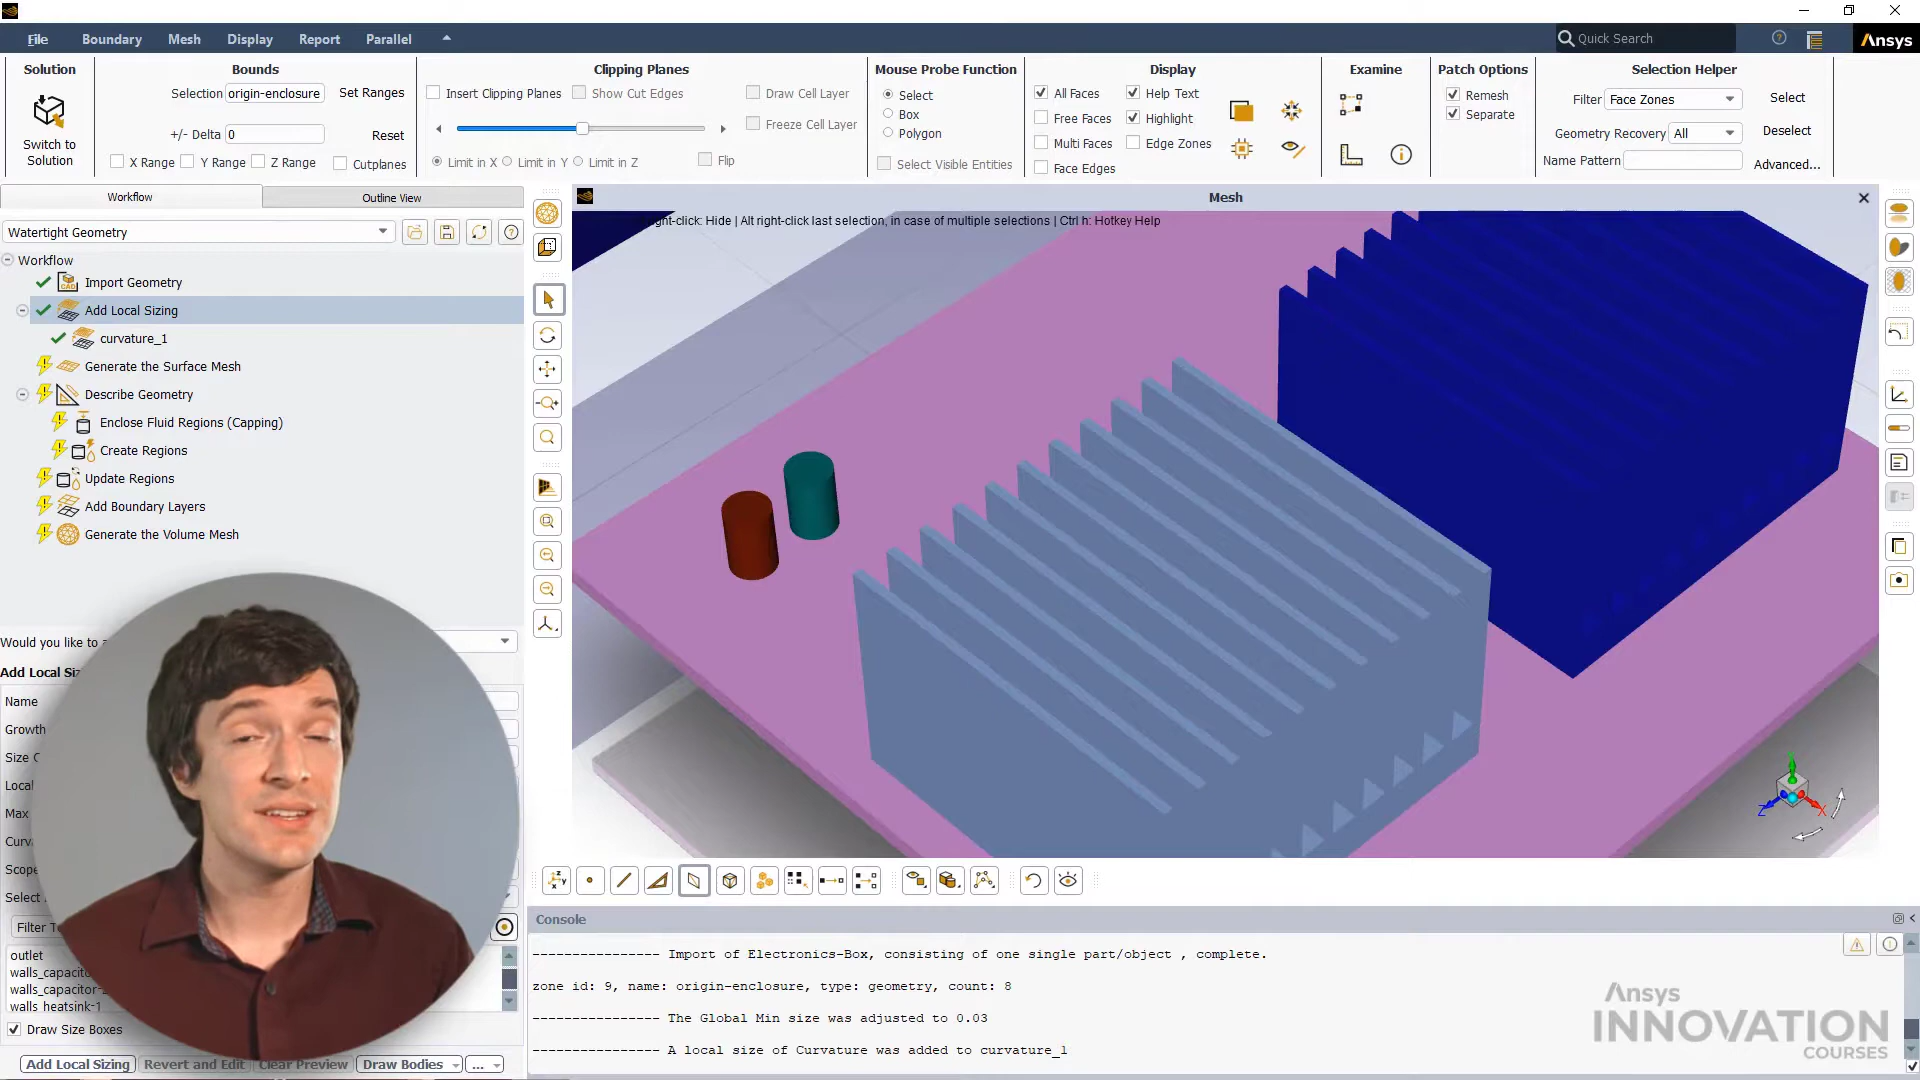 File
Boundary
Mesh
Display
Report
Parallel
Quick Search
Ansys
Solution
Switch to
Solution
Bounds
Selection origin-enclosure Set Ranges
+/- Delta 0 Reset
X Range Y Range Z Range Cutplanes
Clipping Planes
Insert Clipping Planes Show Cut Edges Draw Cell Layer
Freeze Cell Layer
Limit in X Limit in Y Limit in Z Flip
Mouse Probe Function
Select
Box
Polygon
Select Visible Entities
Display
All Faces Help Text
Free Faces Highlight
Multi Faces Edge Zones
Face Edges
Examine
Patch Options
Remesh
Separate
Selection Helper
Filter Face Zones Select
Geometry Recovery All Deselect
Name Pattern Advanced...
Workflow
Outline View
Watertight Geometry
Workflow
Import Geometry
Add Local Sizing
curvature_1
Generate the Surface Mesh
Describe Geometry
Enclose Fluid Regions (Capping)
Create Regions
Update Regions
Add Boundary Layers
Generate the Volume Mesh
Would you like to a
Add Local Siz
Name
Growth
Size C
Local
Max
Curva
Scope
Select
Filter T
outlet
walls_capacito
walls_capacitor-2
walls_heatsink-1
Draw Size Boxes
Add Local Sizing Revert and Edit Clear Preview Draw Bodies ...
Mesh
right-click: Hide | Alt right-click last selection, in case of multiple selections | Ctrl h: Hotkey Help
Z X
Console
---------------- Import of Electronics-Box, consisting of one single part/object , complete.
zone id: 9, name: origin-enclosure, type: geometry, count: 8
---------------- The Global Min size was adjusted to 0.03
---------------- A local size of Curvature was added to curvature_1
Ansys
INNOVATION
COURSES